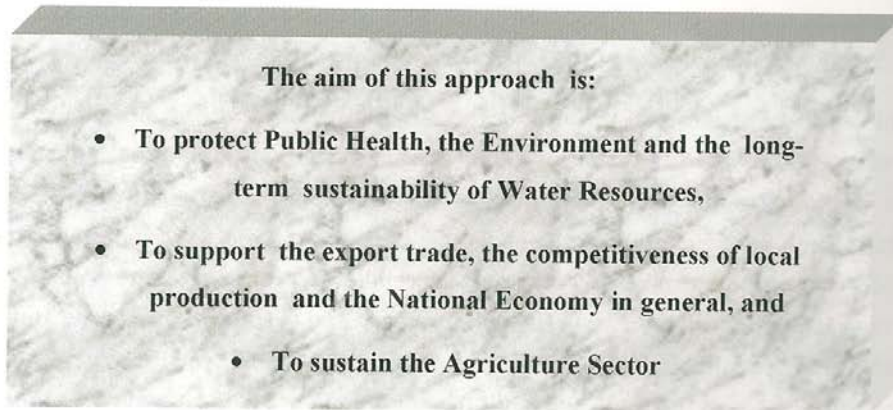 The aim of this approach is:
• To protect Public Health, the Environment and the long-
term sustainability of Water Resources,
• To support the export trade, the competitiveness of local
production and the National Economy in general, and
• To sustain the Agriculture Sector